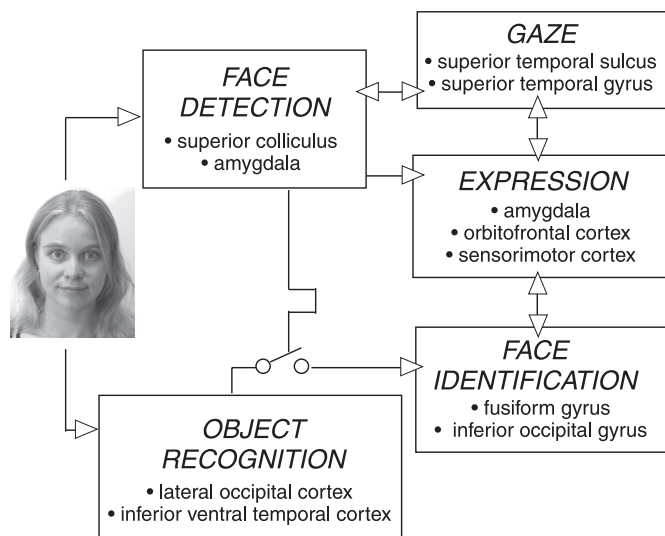 FACE
DETECTION
• superior colliculus
• amygdala
GAZE
• superior temporal sulcus
• superior temporal gyrus
EXPRESSION
• amygdala
• orbitofrontal cortex
• sensorimotor cortex
FACE
IDENTIFICATION
• fusiform gyrus
• inferior occipital gyrus
OBJECT
RECOGNITION
• lateral occipital cortex
• inferior ventral temporal cortex